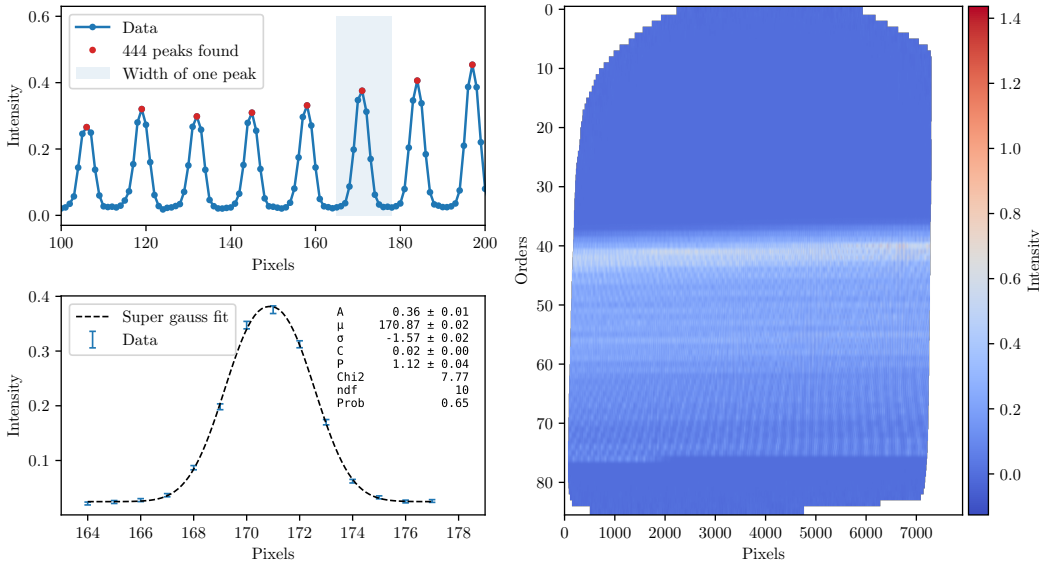 0.6
0.4
0.2
0.0
Intensity
Data
444 peaks found
Width of one peak
100 120 140 160 180 200
Pixels
0.4
0.3
0.2
0.1
Intensity
Super gauss fit
Data
A 0.36 ± 0.01
μ 170.87 ± 0.02
σ -1.57 ± 0.02
C 0.02 ± 0.00
P 1.12 ± 0.04
Chi2 7.77
ndf 10
Prob 0.65
164 166 168 170 172 174 176 178
Pixels
0
10
20
30
40
50
60
70
80
Orders
0 1000 2000 3000 4000 5000 6000 7000
Pixels
1.4
1.2
1.0
0.8
0.6
0.4
0.2
0.0
Intensity